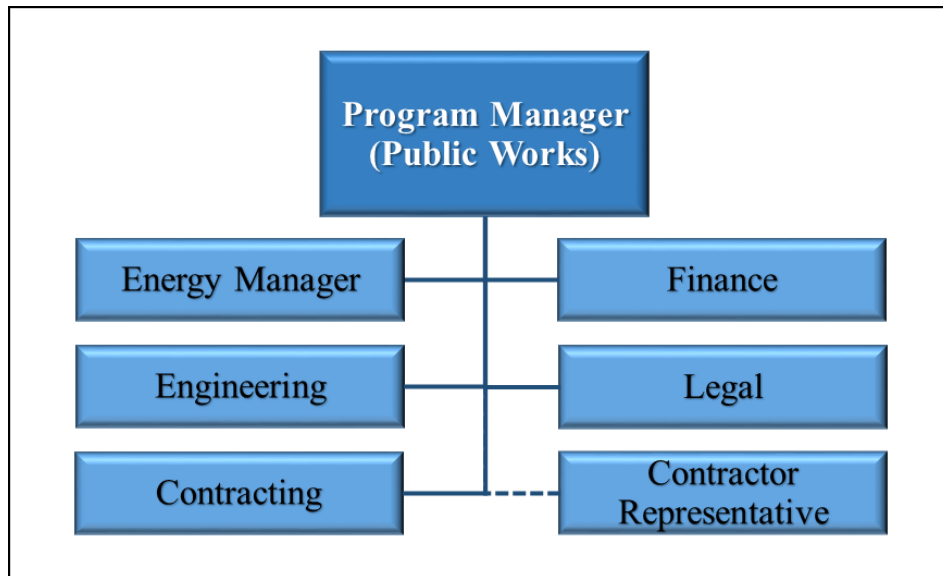 Program Manager
(Public Works)
Energy Manager
Finance
Engineering
Legal
Contracting
Contractor
Representative